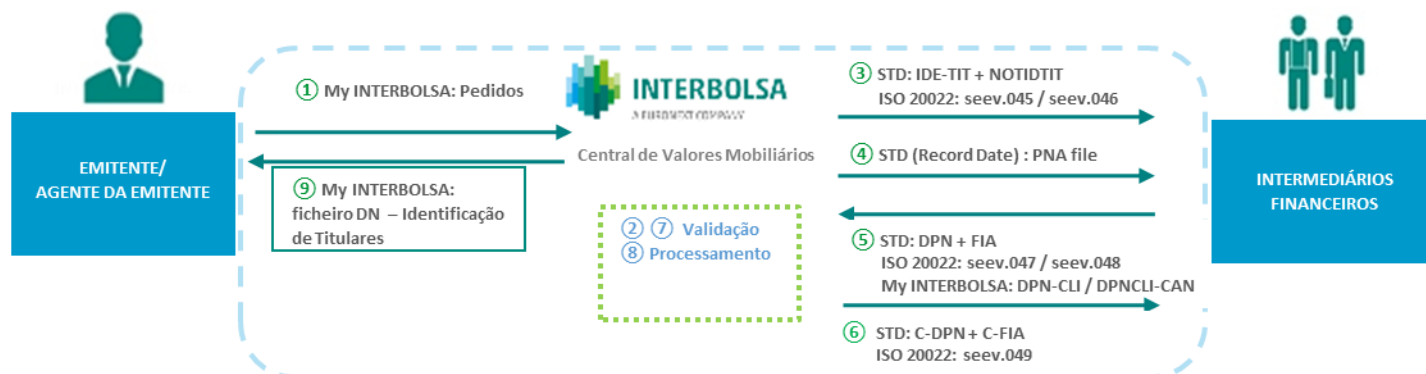 EMITENTE/
AGENTE DA EMITENTE
① My INTERBOLSA: Pedidos
⑨ My INTERBOLSA:
ficheiro DN – Identificação
de Titulares
INTERBOLSA
A EURONEXT COMPANY
Central de Valores Mobiliários
② ⑦ Validação
⑧ Processamento
③ STD: IDE-TIT + NOTIDTIT
ISO 20022: seev.045 / seev.046
④ STD (Record Date) : PNA file
⑤ STD: DPN + FIA
ISO 20022: seev.047 / seev.048
My INTERBOLSA: DPN-CLI / DPNCLI-CAN
⑥ STD: C-DPN + C-FIA
ISO 20022: seev.049
INTERMEDIÁRIOS
FINANCEIROS